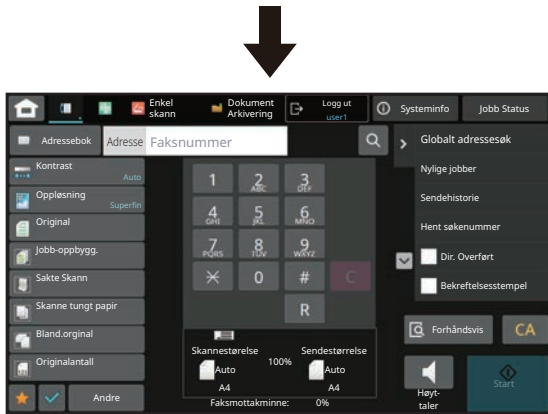 Enkel skann
Dokument Arkivering
Logg ut
user1
Systeminfo
Jobb Status
Adressebok
Adresse
Faksnummer
Kontrast
Auto
Oppløsning
Superfin
Original
Jobb-oppbygg.
Sakte Skann
Skanne tungt papir
Bland.orginal
Originalantall
Andre
1
2
ABC
3
DEF
4
GHI
5
JKL
6
MNO
7
PQRS
8
TUV
9
WXYZ
0
#
C
R
Skannestørelse
100%
Sendestørrelse
Auto
A4
Auto
A4
Faksmottakminne: 0%
Globalt adressesøk
Nylige jobber
Sendehistorie
Hent søkenummer
Dir. Overført
Bekreftelsesstempel
Forhåndsvis
CA
Høyt-
taler
Start